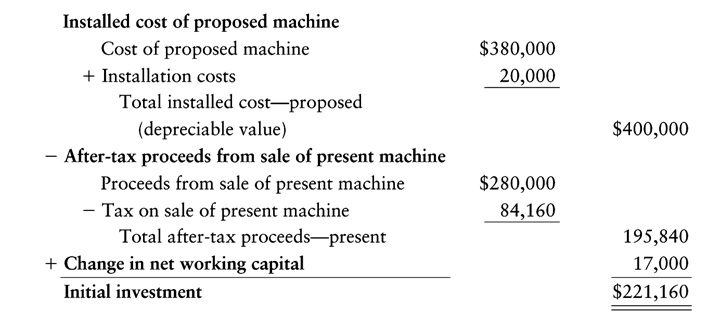 Installed cost of proposed machine
Cost of proposed machine $380,000
+ Installation costs 20,000
Total installed cost—proposed
(depreciable value) $400,000
− After-tax proceeds from sale of present machine
Proceeds from sale of present machine $280,000
− Tax on sale of present machine 84,160
Total after-tax proceeds—present 195,840
+ Change in net working capital 17,000
Initial investment $221,160